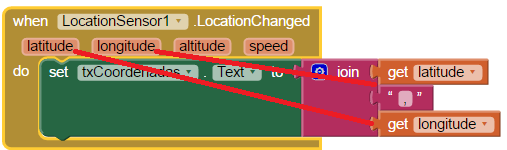 when LocationSensor1 .LocationChanged
latitude longitude altitude speed
do set txCoordenadas . Text to join get latitude
" , "
get longitude